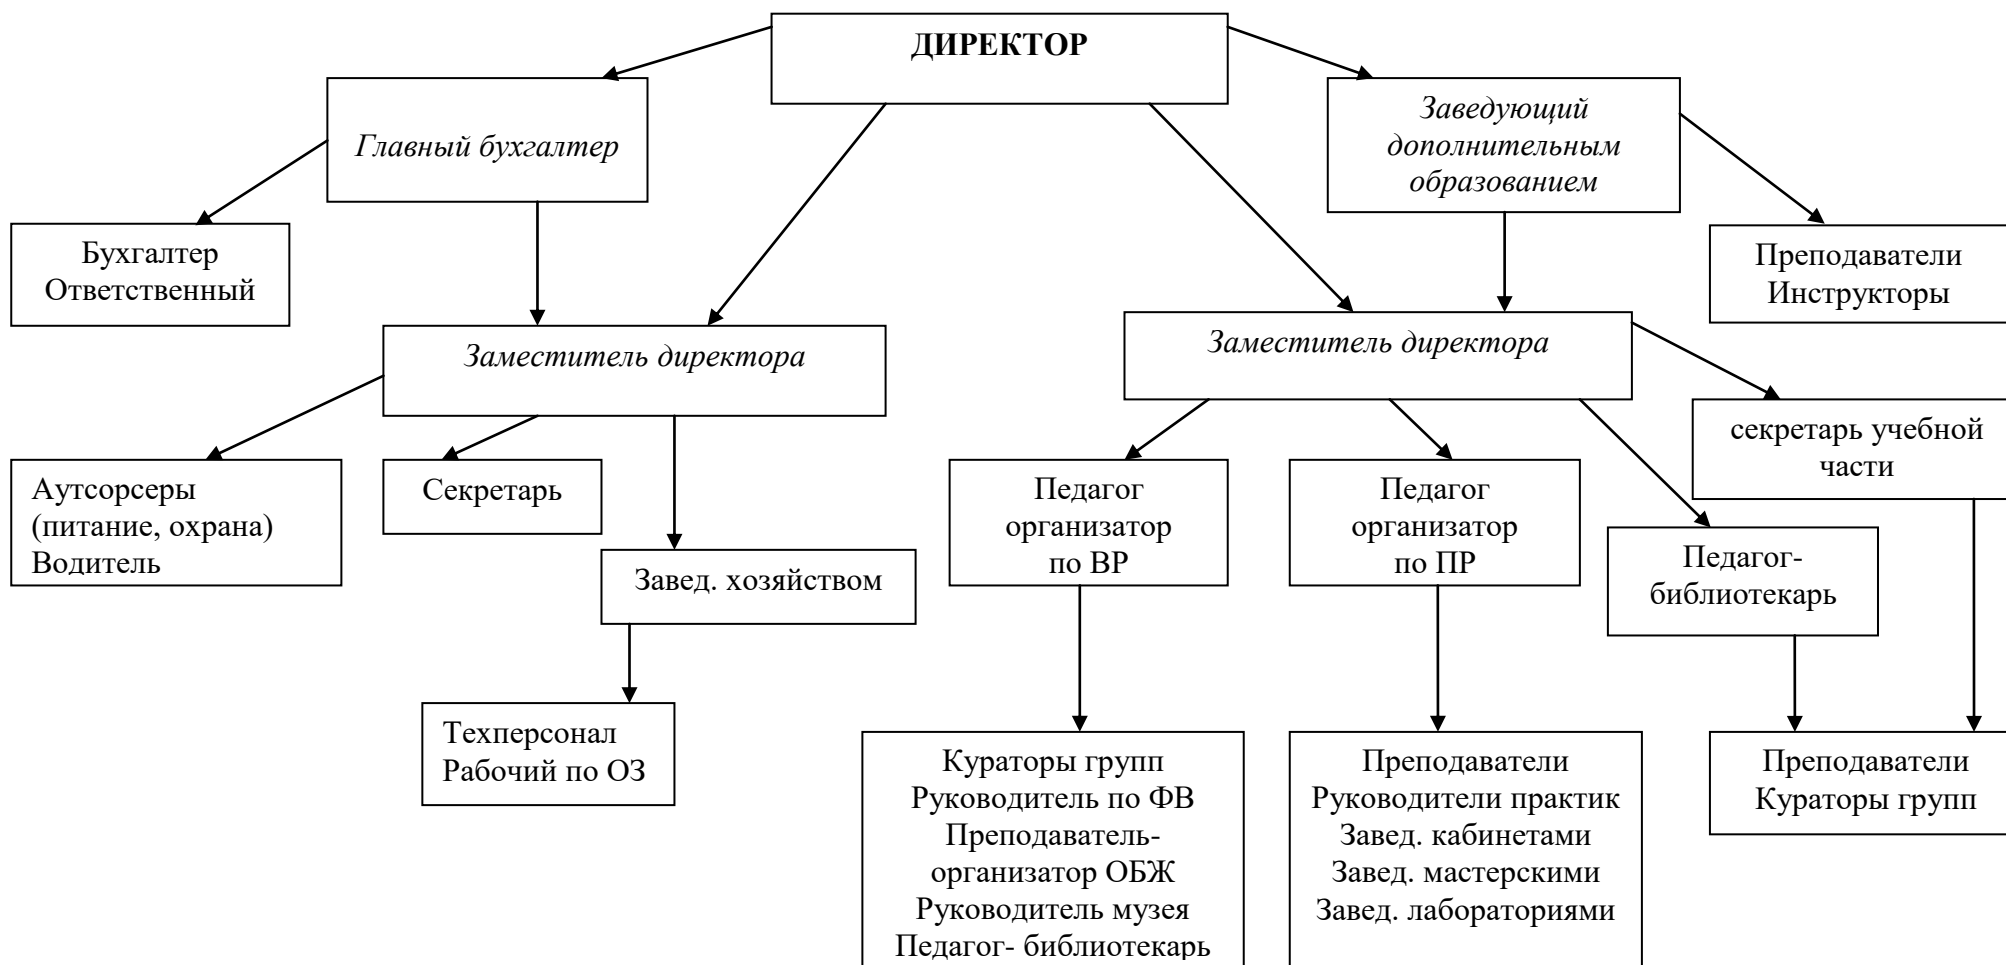 ДИРЕКТОР
Главный бухгалтер
Заведующий
дополнительным
образованием
Бухгалтер
Ответственный
Преподаватели
Инструкторы
Заместитель директора
Заместитель директора
Аутсорсеры
(питание, охрана)
Водитель
Секретарь
Завед. хозяйством
Техперсонал
Рабочий по ОЗ
Педагог
организатор
по ВР
Педагог
организатор
по ПР
секретарь учебной
части
Педагог-
библиотекарь
Кураторы групп
Руководитель по ФВ
Преподаватель-
организатор ОБЖ
Руководитель музея
Педагог- библиотекарь
Преподаватели
Руководители практик
Завед. кабинетами
Завед. мастерскими
Завед. лабораториями
Преподаватели
Кураторы групп